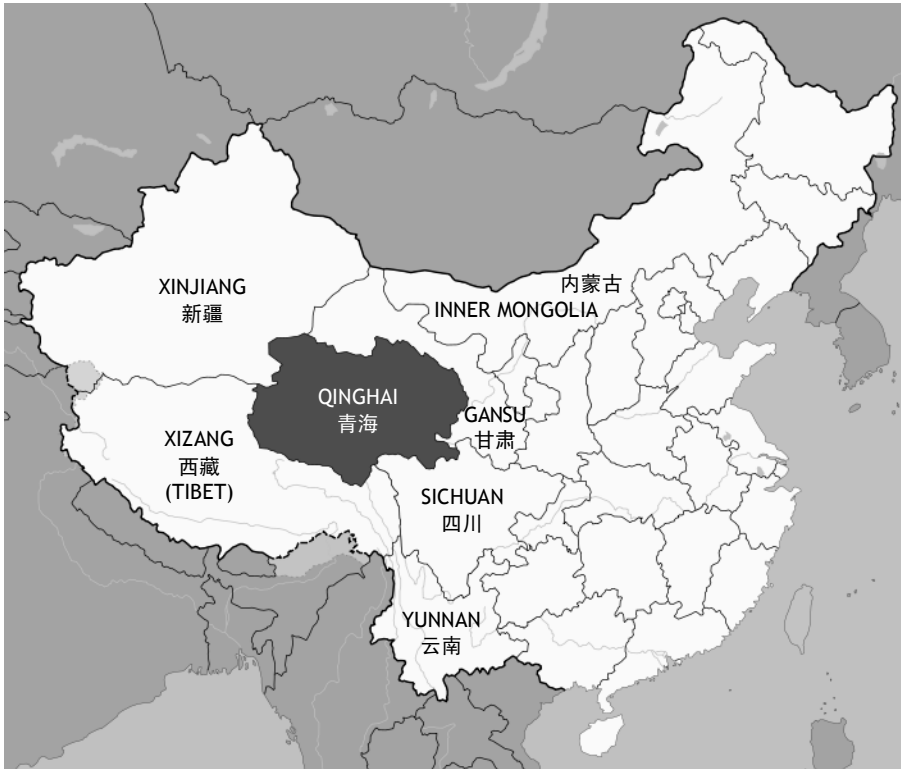 内蒙古
INNER MONGOLIA
XINJIANG
新疆
QINGHAI
青海
GANSU
甘肃
XIZANG
西藏
(TIBET)
SICHUAN
四川
YUNNAN
云南